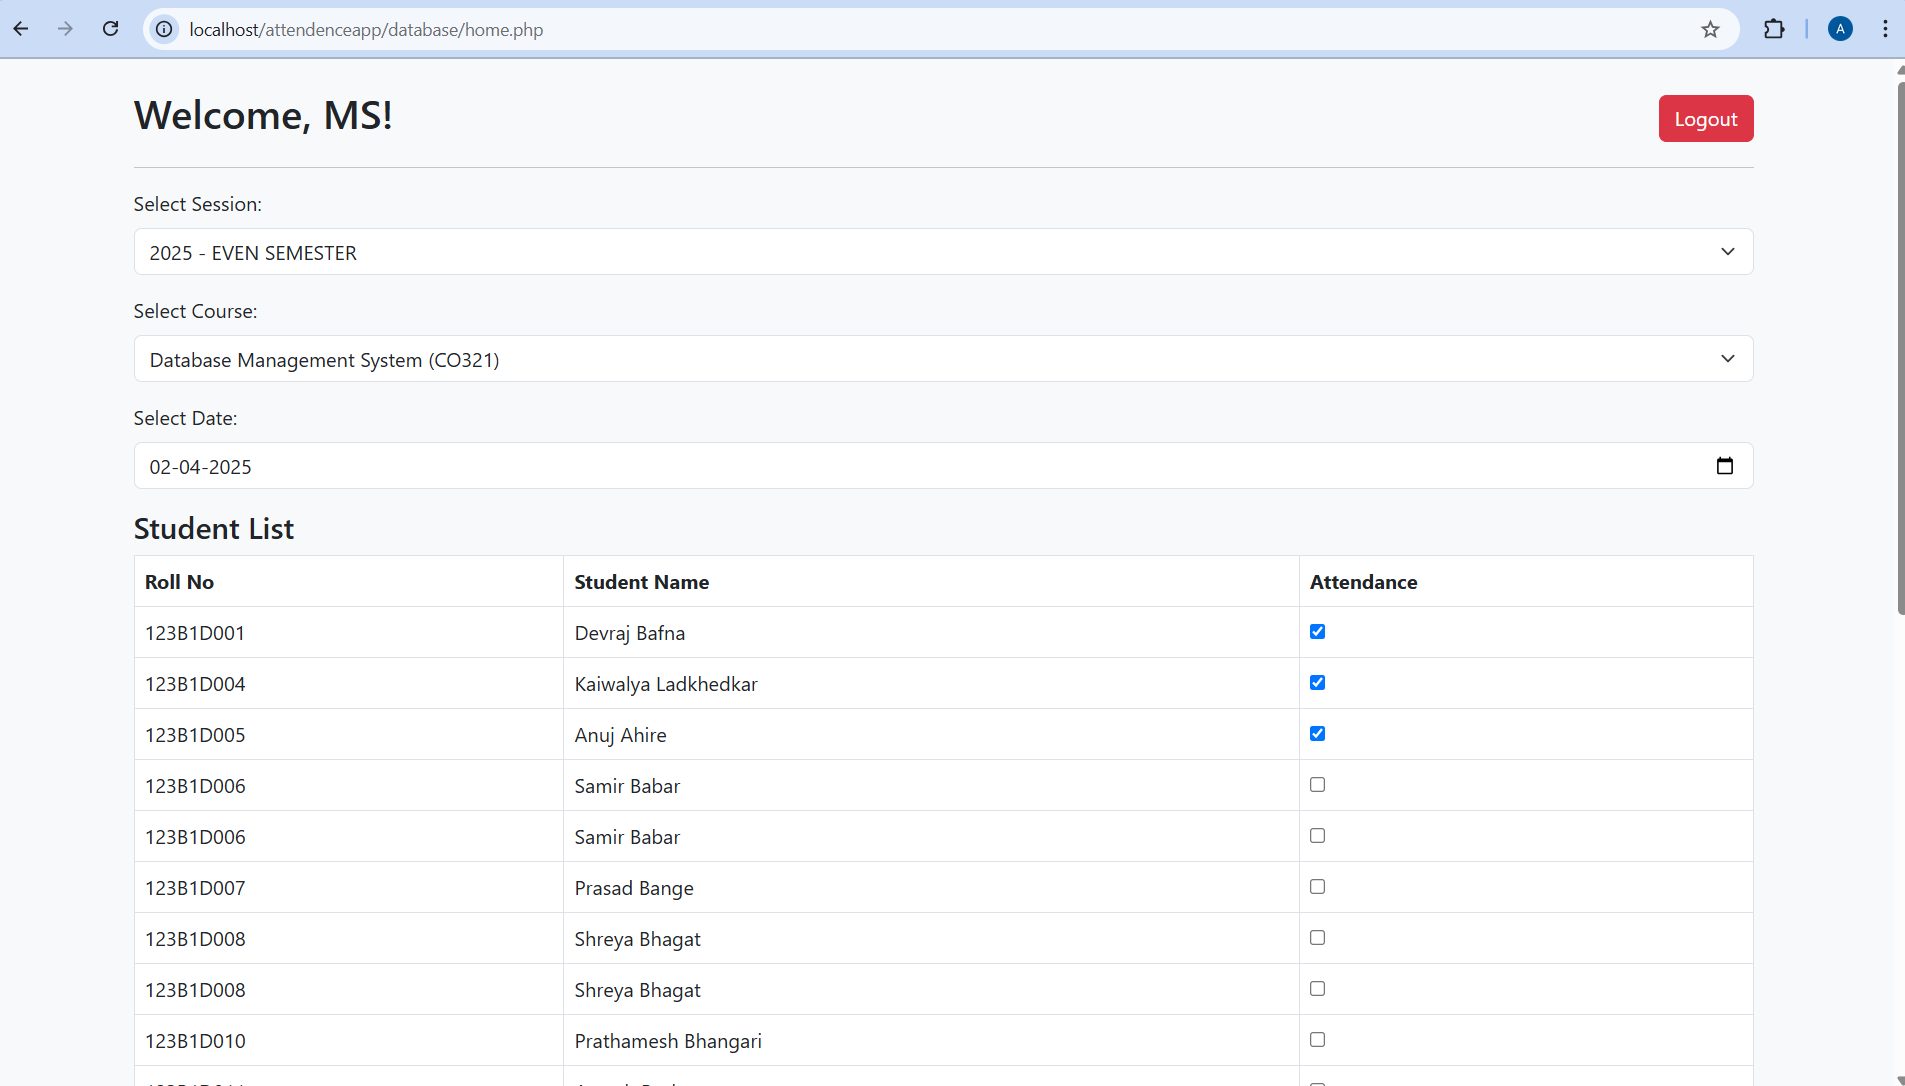 localhost/attendenceapp/database/home.php
A
Welcome, MS!
Logout
Select Session:
2025 - EVEN SEMESTER
Select Course:
Database Management System (CO321)
Select Date:
02-04-2025
Student List
Roll No Student Name Attendance
123B1D001 Devraj Bafna
123B1D004 Kaiwalya Ladkhedkar
123B1D005 Anuj Ahire
123B1D006 Samir Babar
123B1D006 Samir Babar
123B1D007 Prasad Bange
123B1D008 Shreya Bhagat
123B1D008 Shreya Bhagat
123B1D010 Prathamesh Bhangari